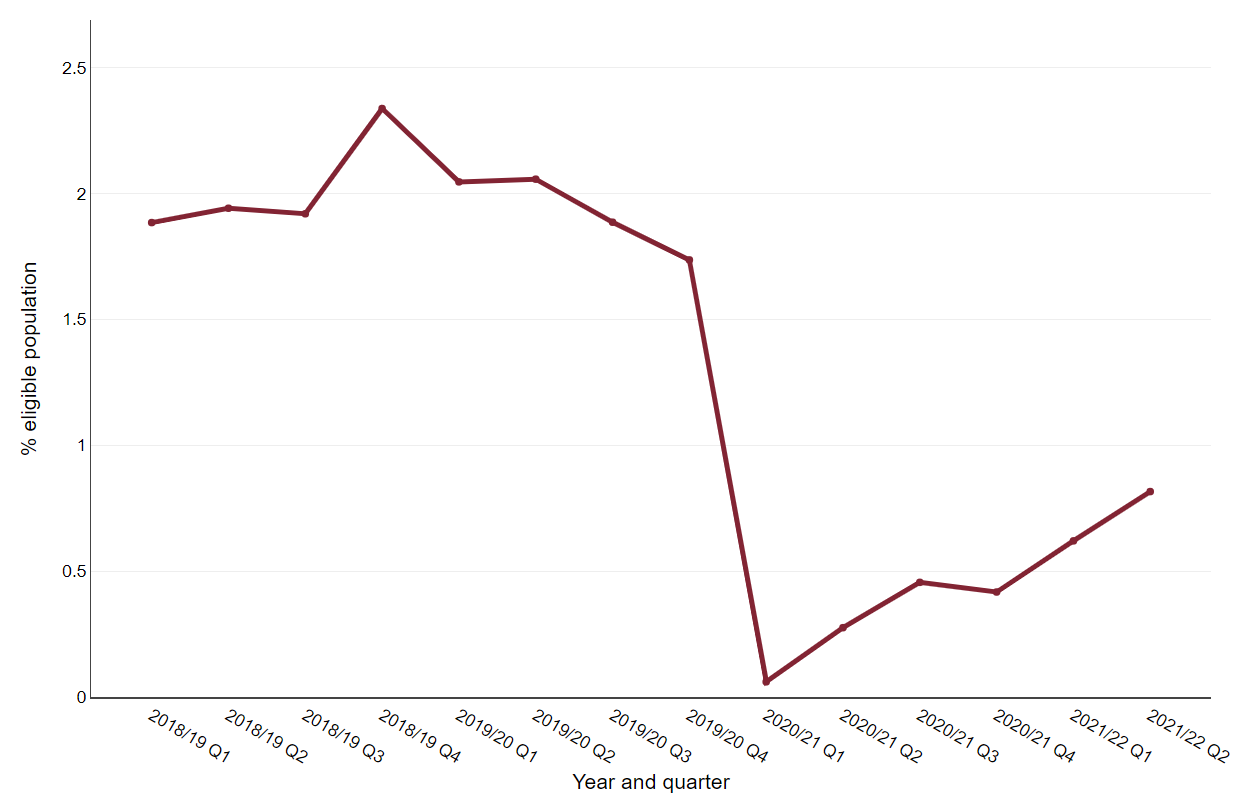 2.5
2
1.5
1
0.5
0
% eligible population
2018/19 Q1
2018/19 Q2
2018/19 Q3
2018/19 Q4
2019/20 Q1
2019/20 Q2
2019/20 Q3
2019/20 Q4
2020/21 Q1
2020/21 Q2
2020/21 Q3
2020/21 Q4
2021/22 Q1
2021/22 Q2
Year and quarter